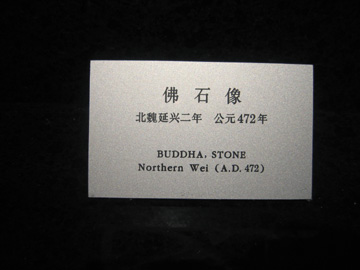 佛石像
北魏延兴二年 公元472年
BUDDHA, STONE
Northern Wei (A.D. 472)